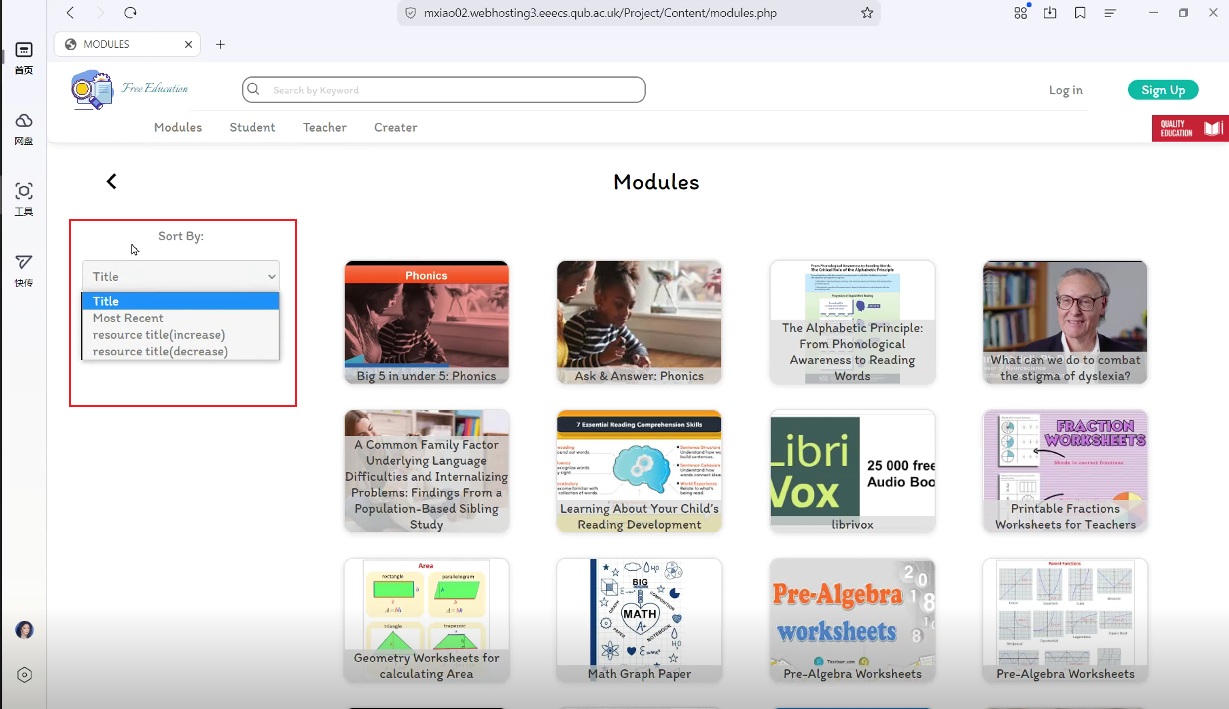 mxiao02.webhosting3.eeecs.qub.ac.uk/Project/Content/modules.php
MODULES
首页
网盘
工具
快传
Free Education
Search by Keyword
Log in
Sign Up
Modules
Student
Teacher
Creater
QUALITY
EDUCATION
Modules
Sort By:
Title
Title
Most Recent
resource title(increase)
resource title(decrease)
Phonics
Big 5 in under 5: Phonics
Ask & Answer: Phonics
The Alphabetic Principle:
From Phonological
Awareness to Reading
Words
What can we do to combat
the stigma of dyslexia?
A Common Family Factor
Underlying Language
Difficulties and Internalizing
Problems: Findings From a
Population-Based Sibling
Study
7 Essential Reading Comprehension Skills
Learning About Your Child's
Reading Development
Libri
Vox
25 000 free
Audio Boo
librivox
FRACTION
WORKSHEETS
Printable Fractions
Worksheets for Teachers
Area
rectangle
parallelogram
A=bh
A=bh
triangle
trapezoid
Geometry Worksheets for
calculating Area
BIG
MATH
A+
NOTEBOOK
Math Graph Paper
Pre-Algebra
worksheets
Pre-Algebra Worksheets
Parent Functions
Pre-Algebra Worksheets